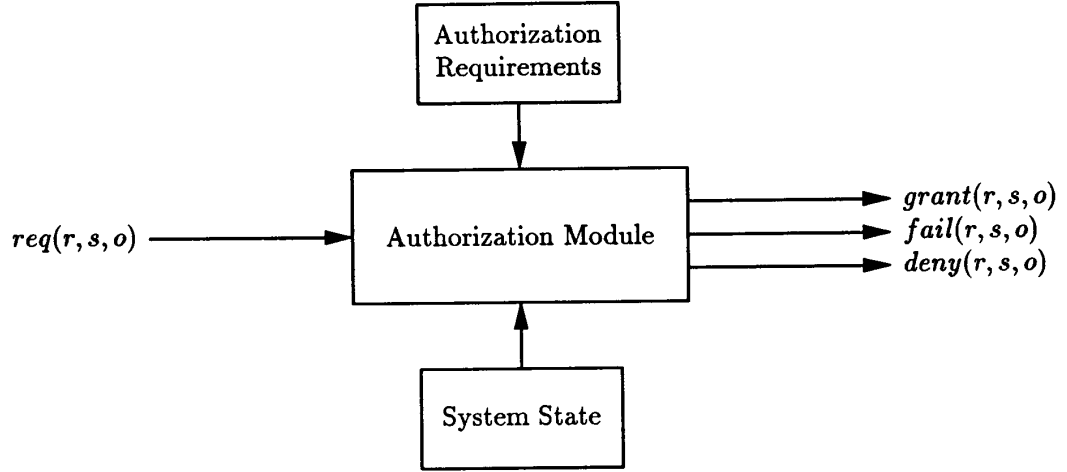 Authorization
Requirements
req(r, s, o)
Authorization Module
grant(r, s, o)
fail(r, s, o)
deny(r, s, o)
System State